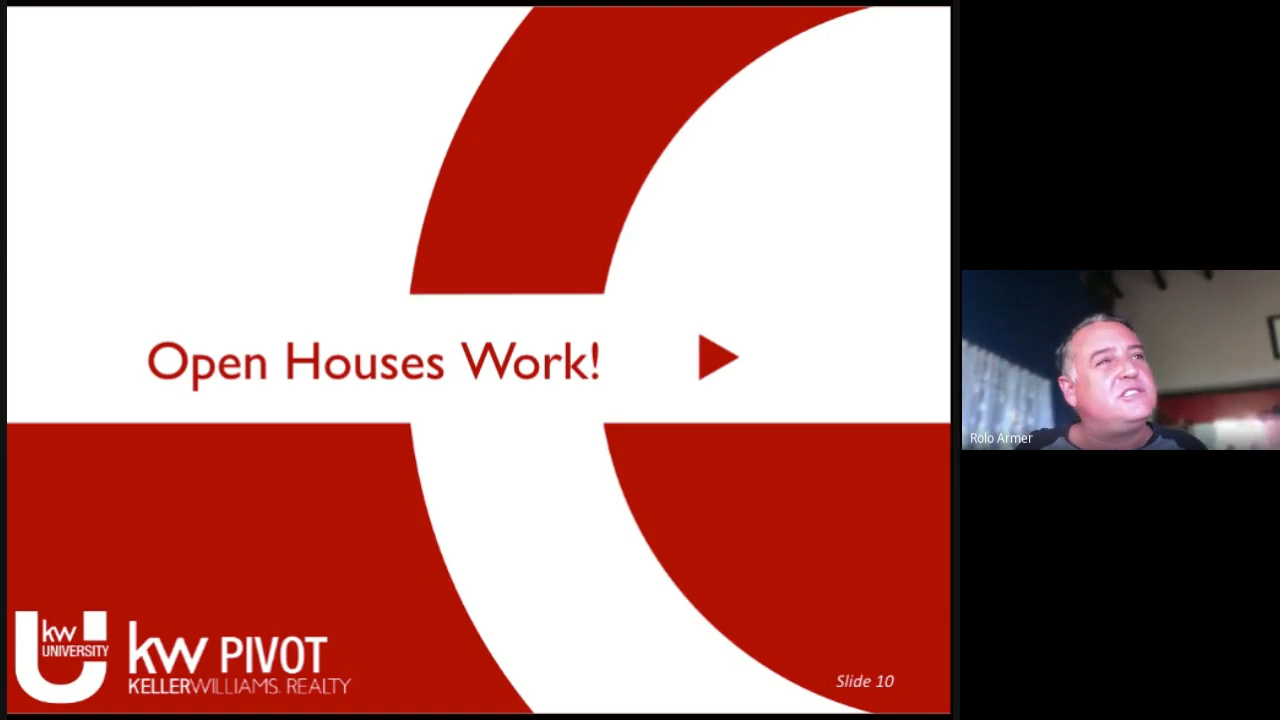 Open Houses Work!
kw
UNIVERSITY
kw PIVOT
KELLERWILLIAMS. REALTY
Slide 10
Rolo Armer